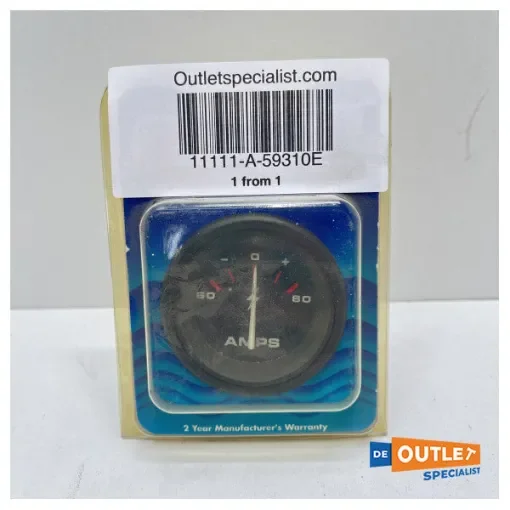 Outletspecialist.com
11111-A-59310E
1 from 1
- 0 +
60 60
AMPS
2 Year Manufacturer's Warranty
DE OUTLET
SPECIALIST